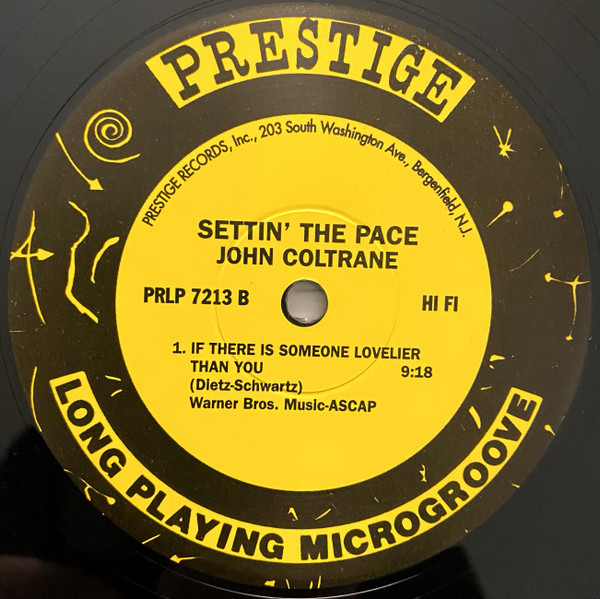 PRESTIGE
PRESTIGE RECORDS, Inc., 203 South Washington Ave., Bergenfield, N.J.
SETTIN' THE PACE
JOHN COLTRANE
PRLP 7213 B
HI FI
1. IF THERE IS SOMEONE LOVELIER
THAN YOU 9:18
(Dietz-Schwartz)
Warner Bros. Music-ASCAP
LONG PLAYING MICROGROOVE